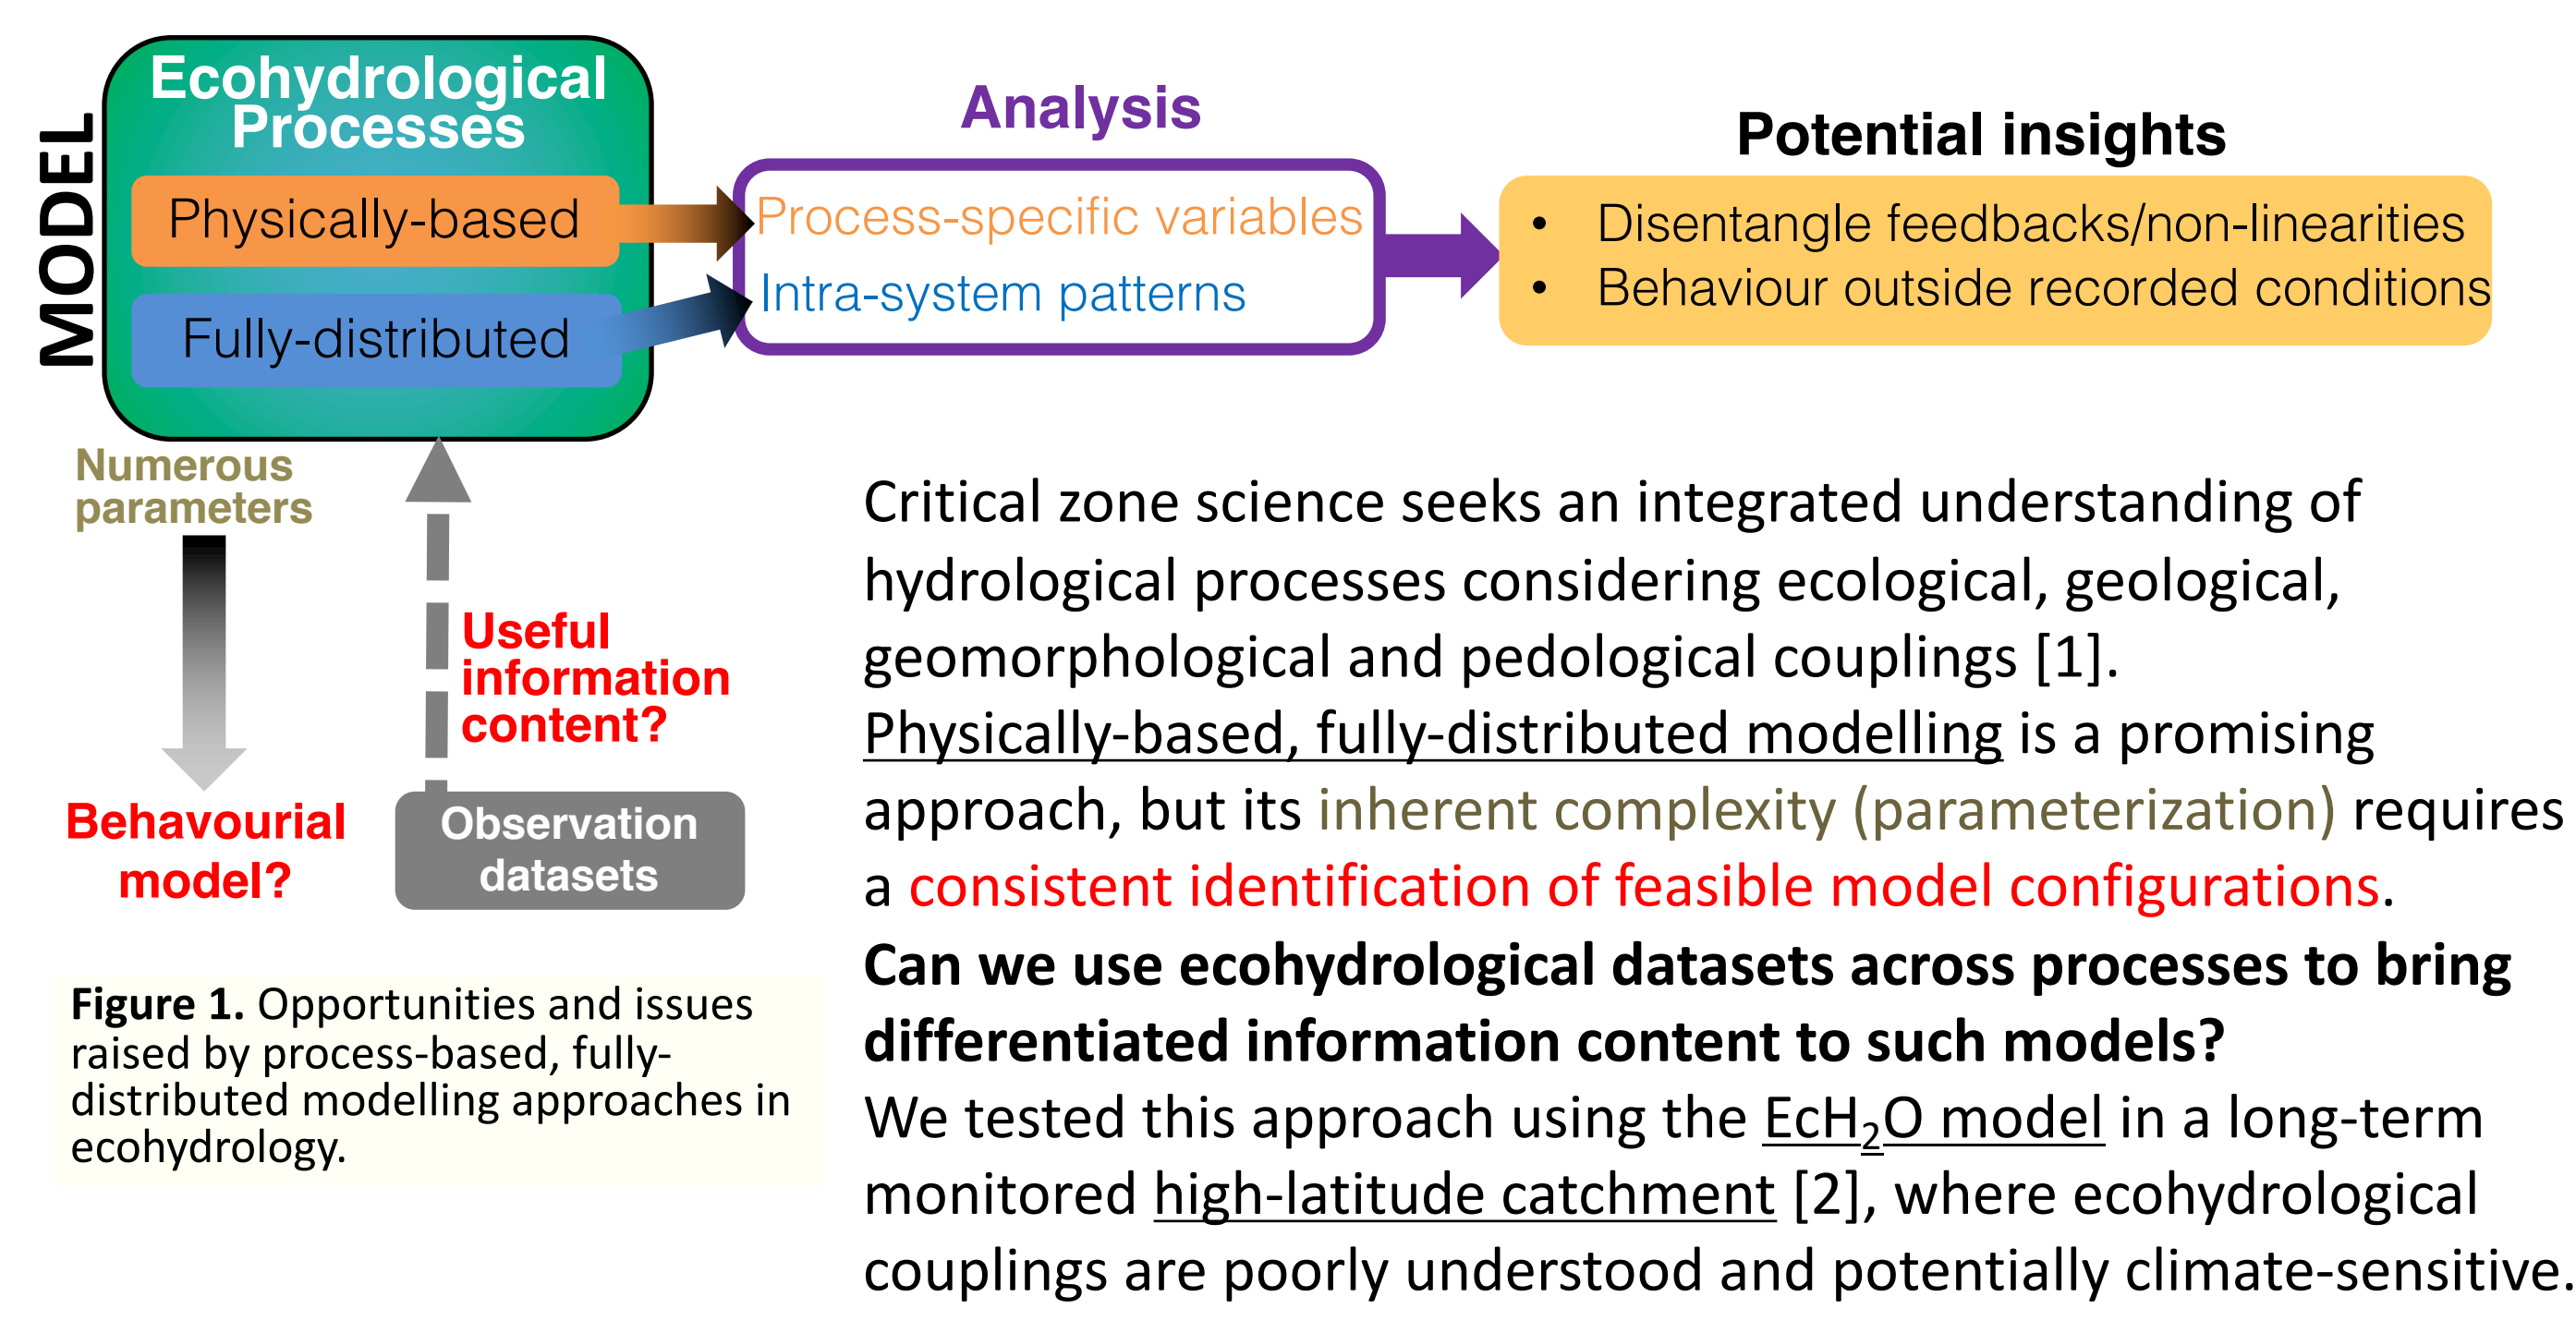 MODEL
Ecohydrological
Processes
Physically-based
Fully-distributed
Analysis
Process-specific variables
Intra-system patterns
Potential insights
• Disentangle feedbacks/non-linearities
• Behaviour outside recorded conditions
Numerous
parameters
Behavourial
model?
Useful
information
content?
Observation
datasets
Figure 1. Opportunities and issues
raised by process-based, fully-
distributed modelling approaches in
ecohydrology.
Critical zone science seeks an integrated understanding of
hydrological processes considering ecological, geological,
geomorphological and pedological couplings [1].
Physically-based, fully-distributed modelling is a promising
approach, but its inherent complexity (parameterization) requires
a consistent identification of feasible model configurations.
Can we use ecohydrological datasets across processes to bring
differentiated information content to such models?
We tested this approach using the EcH₂O model in a long-term
monitored high-latitude catchment [2], where ecohydrological
couplings are poorly understood and potentially climate-sensitive.